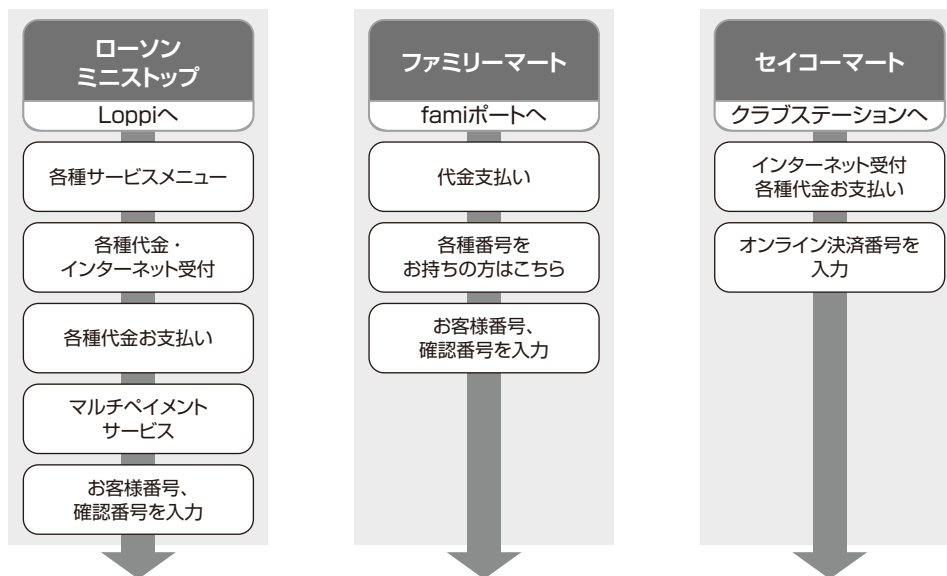 ローソン
ミニストップ
Loppiへ
各種サービスメニュー
各種代金・
インターネット受付
各種代金お支払い
マルチペイメント
サービス
お客様番号、
確認番号を入力
ファミリーマート
famiポートへ
代金支払い
各種番号を
お持ちの方はこちら
お客様番号、
確認番号を入力
セイコーマート
クラブステーションへ
インターネット受付
各種代金お支払い
オンライン決済番号を
入力